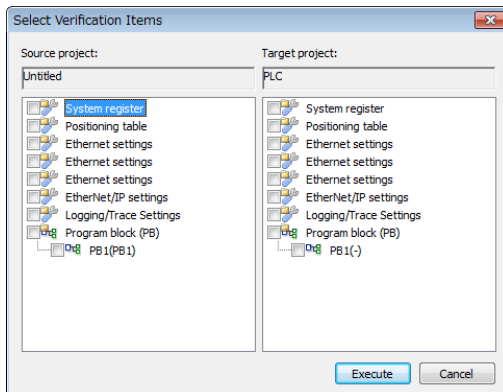 Select Verification Items
Source project:
Target project:
Untitled
PLC
System register
Positioning table
Ethernet settings
Ethernet settings
Ethernet settings
EtherNet/IP settings
Logging/Trace Settings
Program block (PB)
PB1(PB1)
System register
Positioning table
Ethernet settings
Ethernet settings
Ethernet settings
EtherNet/IP settings
Logging/Trace Settings
Program block (PB)
PB1(-)
Execute
Cancel